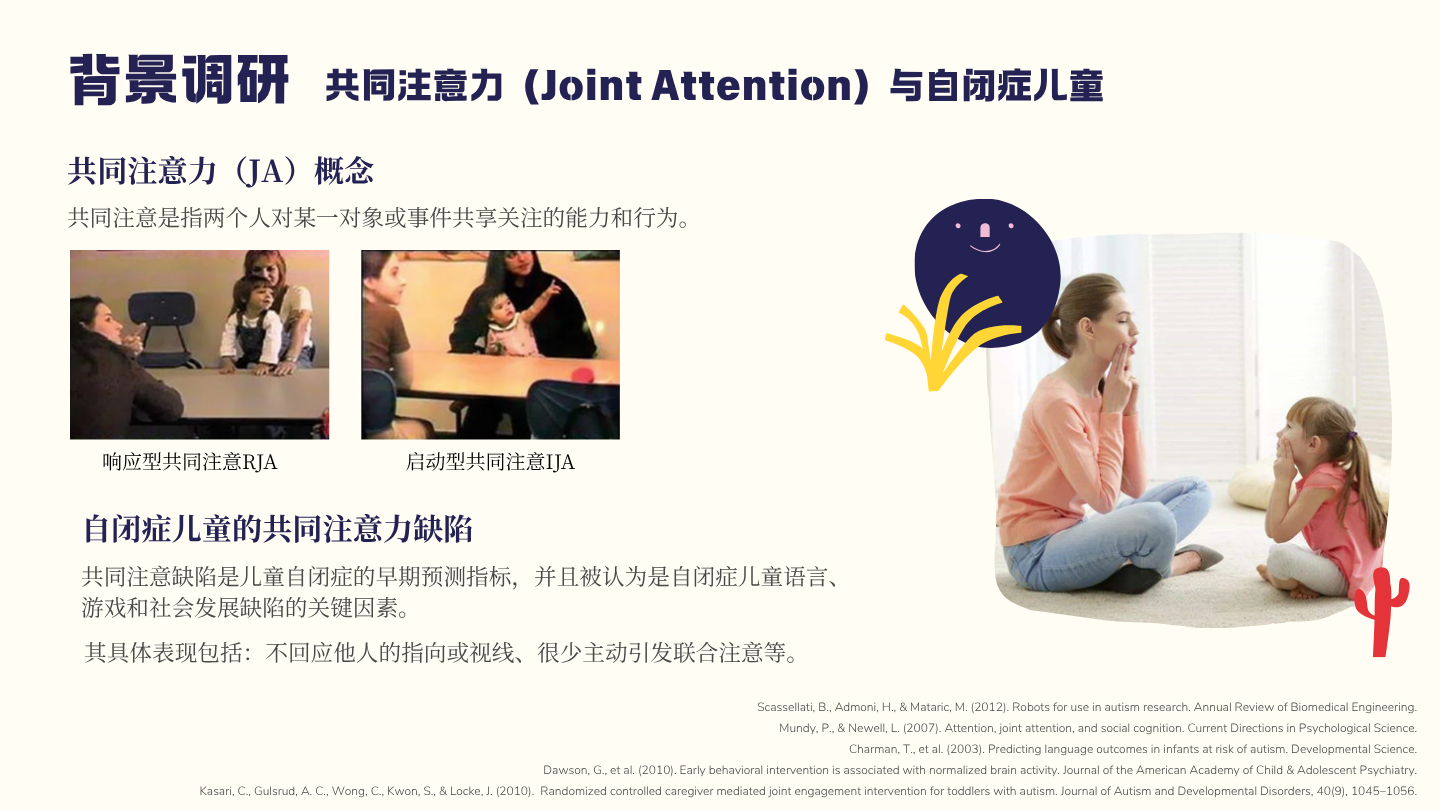 背景调研 共同注意力（Joint Attention）与自闭症儿童
共同注意力（JA）概念
共同注意是指两个人对某一对象或事件共享关注的能力和行为。
响应型共同注意RJA 启动型共同注意IJA
自闭症儿童的共同注意力缺陷
共同注意缺陷是儿童自闭症的早期预测指标，并且被认为是自闭症儿童语言、
游戏和社会发展缺陷的关键因素。
其具体表现包括：不回应他人的指向或视线、很少主动引发联合注意等。
Scassellati, B., Admoni, H., & Mataric, M. (2012). Robots for use in autism research. Annual Review of Biomedical Engineering.
Mundy, P., & Newell, L. (2007). Attention, joint attention, and social cognition. Current Directions in Psychological Science.
Charman, T., et al. (2003). Predicting language outcomes in infants at risk of autism. Developmental Science.
Dawson, G., et al. (2010). Early behavioral intervention is associated with normalized brain activity. Journal of the American Academy of Child & Adolescent Psychiatry.
Kasari, C., Gulsrud, A. C., Wong, C., Kwon, S., & Locke, J. (2010). Randomized controlled caregiver mediated joint engagement intervention for toddlers with autism. Journal of Autism and Developmental Disorders, 40(9), 1045–1056.